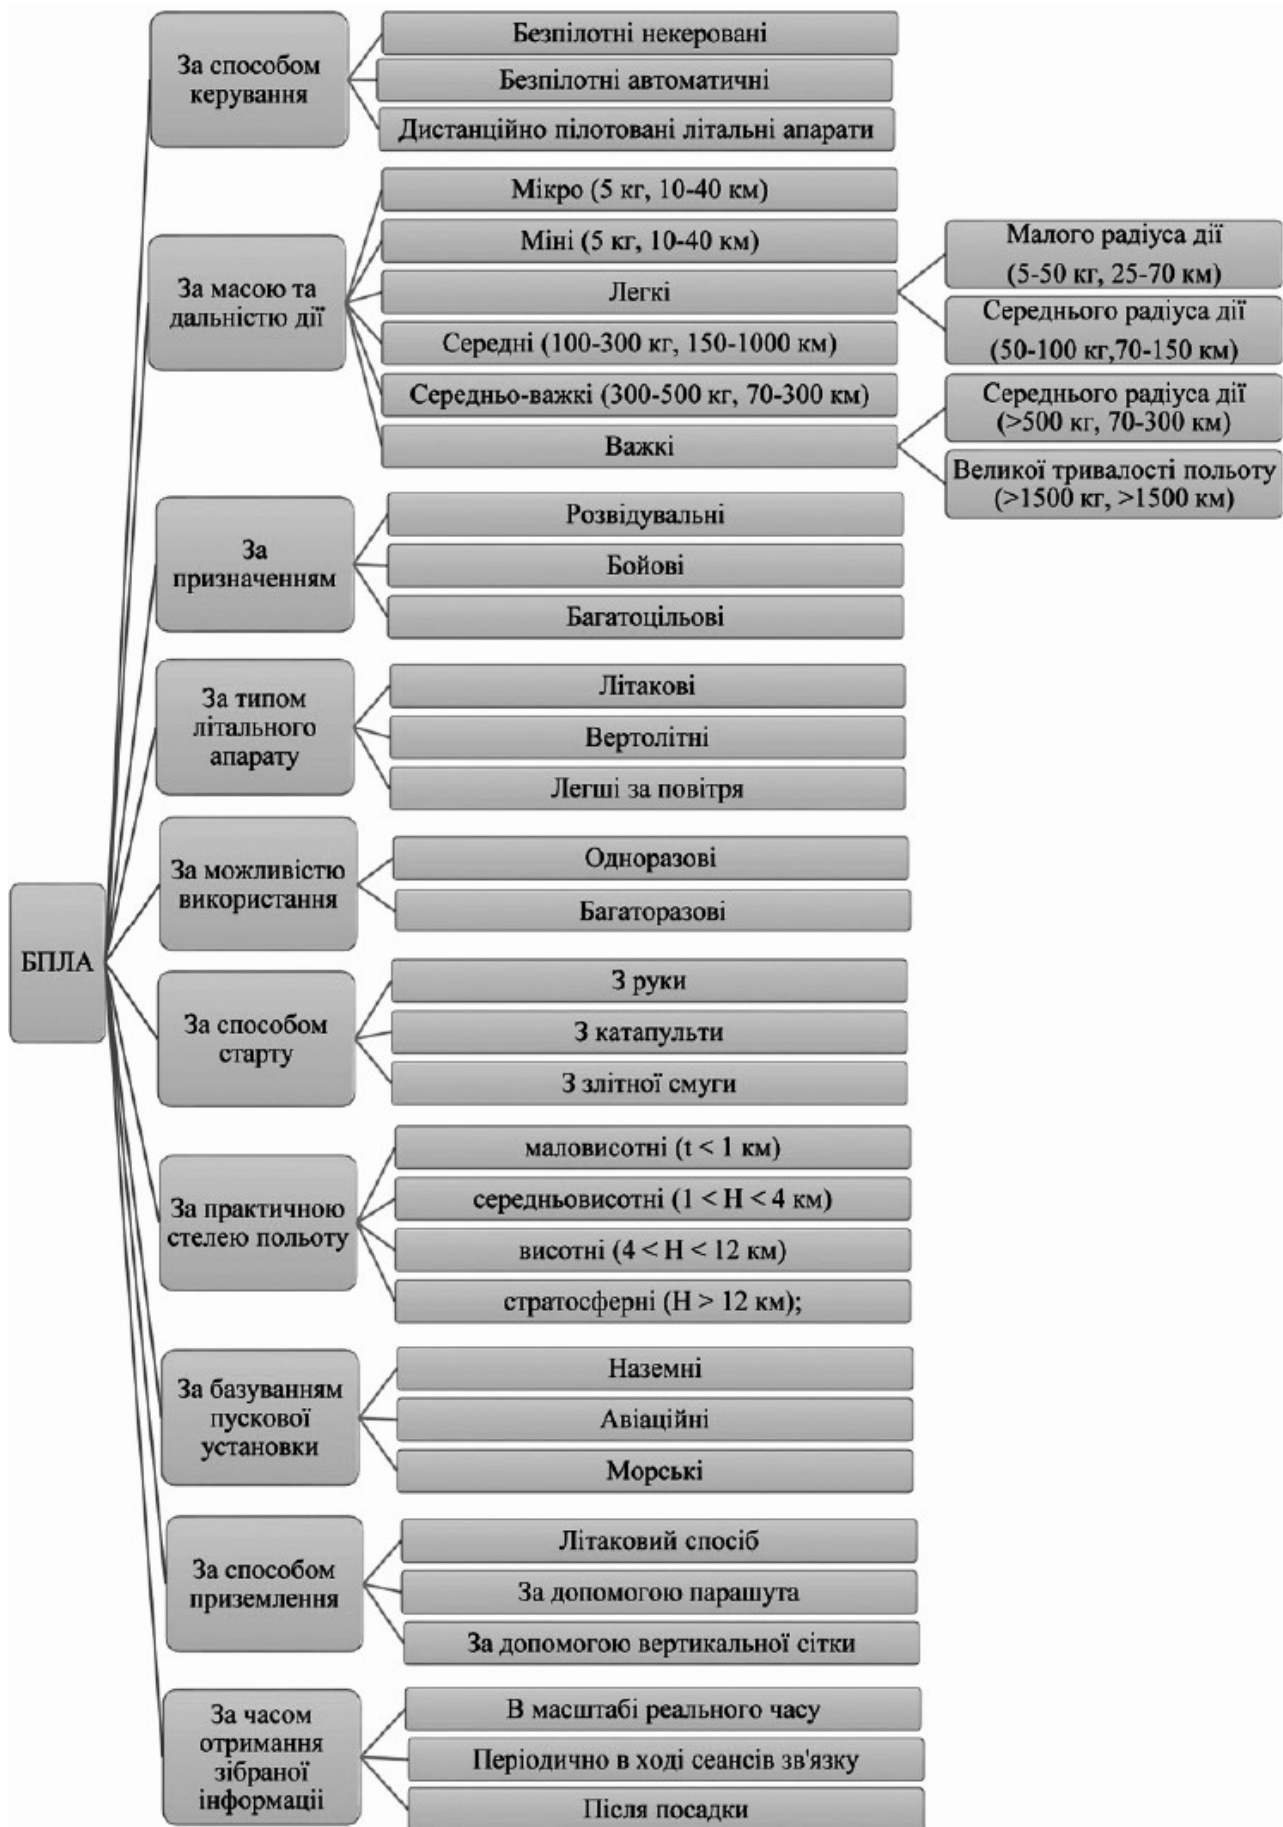 БПЛА
За способом
керування
Безпілотні некеровані
Безпілотні автоматичні
Дистанційно пілотовані літальні апарати
За масою та
дальністю дії
Мікро (5 кг, 10-40 км)
Міні (5 кг, 10-40 км)
Легкі
Малого радіуса дії
(5-50 кг, 25-70 км)
Середнього радіуса дії
(50-100 кг,70-150 км)
Середні (100-300 кг, 150-1000 км)
Середньо-важкі (300-500 кг, 70-300 км)
Важкі
Середнього радіуса дії
(>500 кг, 70-300 км)
Великої тривалості польоту
(>1500 кг, >1500 км)
За
призначенням
Розвідувальні
Бойові
Багатоцільові
За типом
літального
апарату
Літакові
Вертолітні
Легші за повітря
За можливістю
використання
Одноразові
Багаторазові
За способом
старту
З руки
З катапульти
З злітної смуги
За практичною
стелею польоту
маловисотні (t < 1 км)
середньовисотні (1 < H < 4 км)
висотні (4 < H < 12 км)
стратосферні (H > 12 км);
За базуванням
пускової
установки
Наземні
Авіаційні
Морські
За способом
приземлення
Літаковий спосіб
За допомогою парашута
За допомогою вертикальної сітки
За часом
отримання
зібраної
інформації
В масштабі реального часу
Періодично в ході сеансів зв'язку
Після посадки